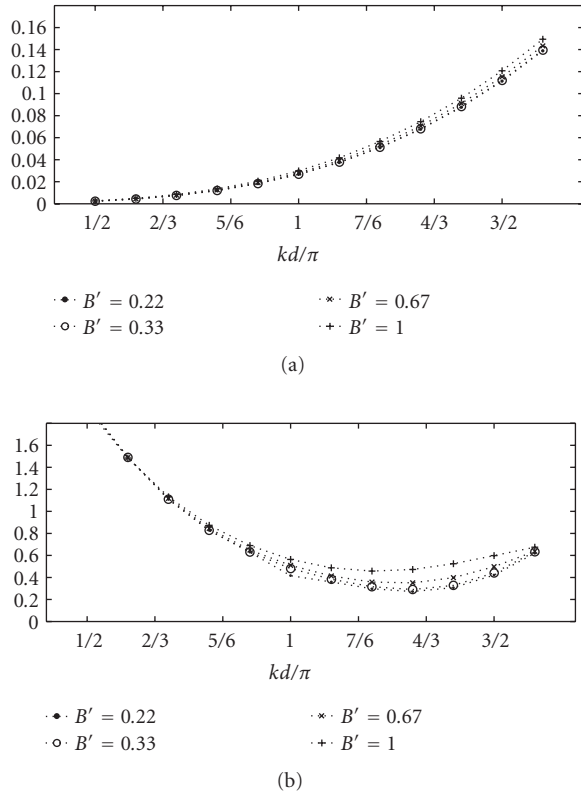 0.16
0.14
0.12
0.1
0.08
0.06
0.04
0.02
0
1/2 2/3 5/6 1 7/6 4/3 3/2
kd/π
B′ = 0.22 B′ = 0.67
B′ = 0.33 B′ = 1
(a)
1.6
1.4
1.2
1
0.8
0.6
0.4
0.2
0
1/2 2/3 5/6 1 7/6 4/3 3/2
kd/π
B′ = 0.22 B′ = 0.67
B′ = 0.33 B′ = 1
(b)